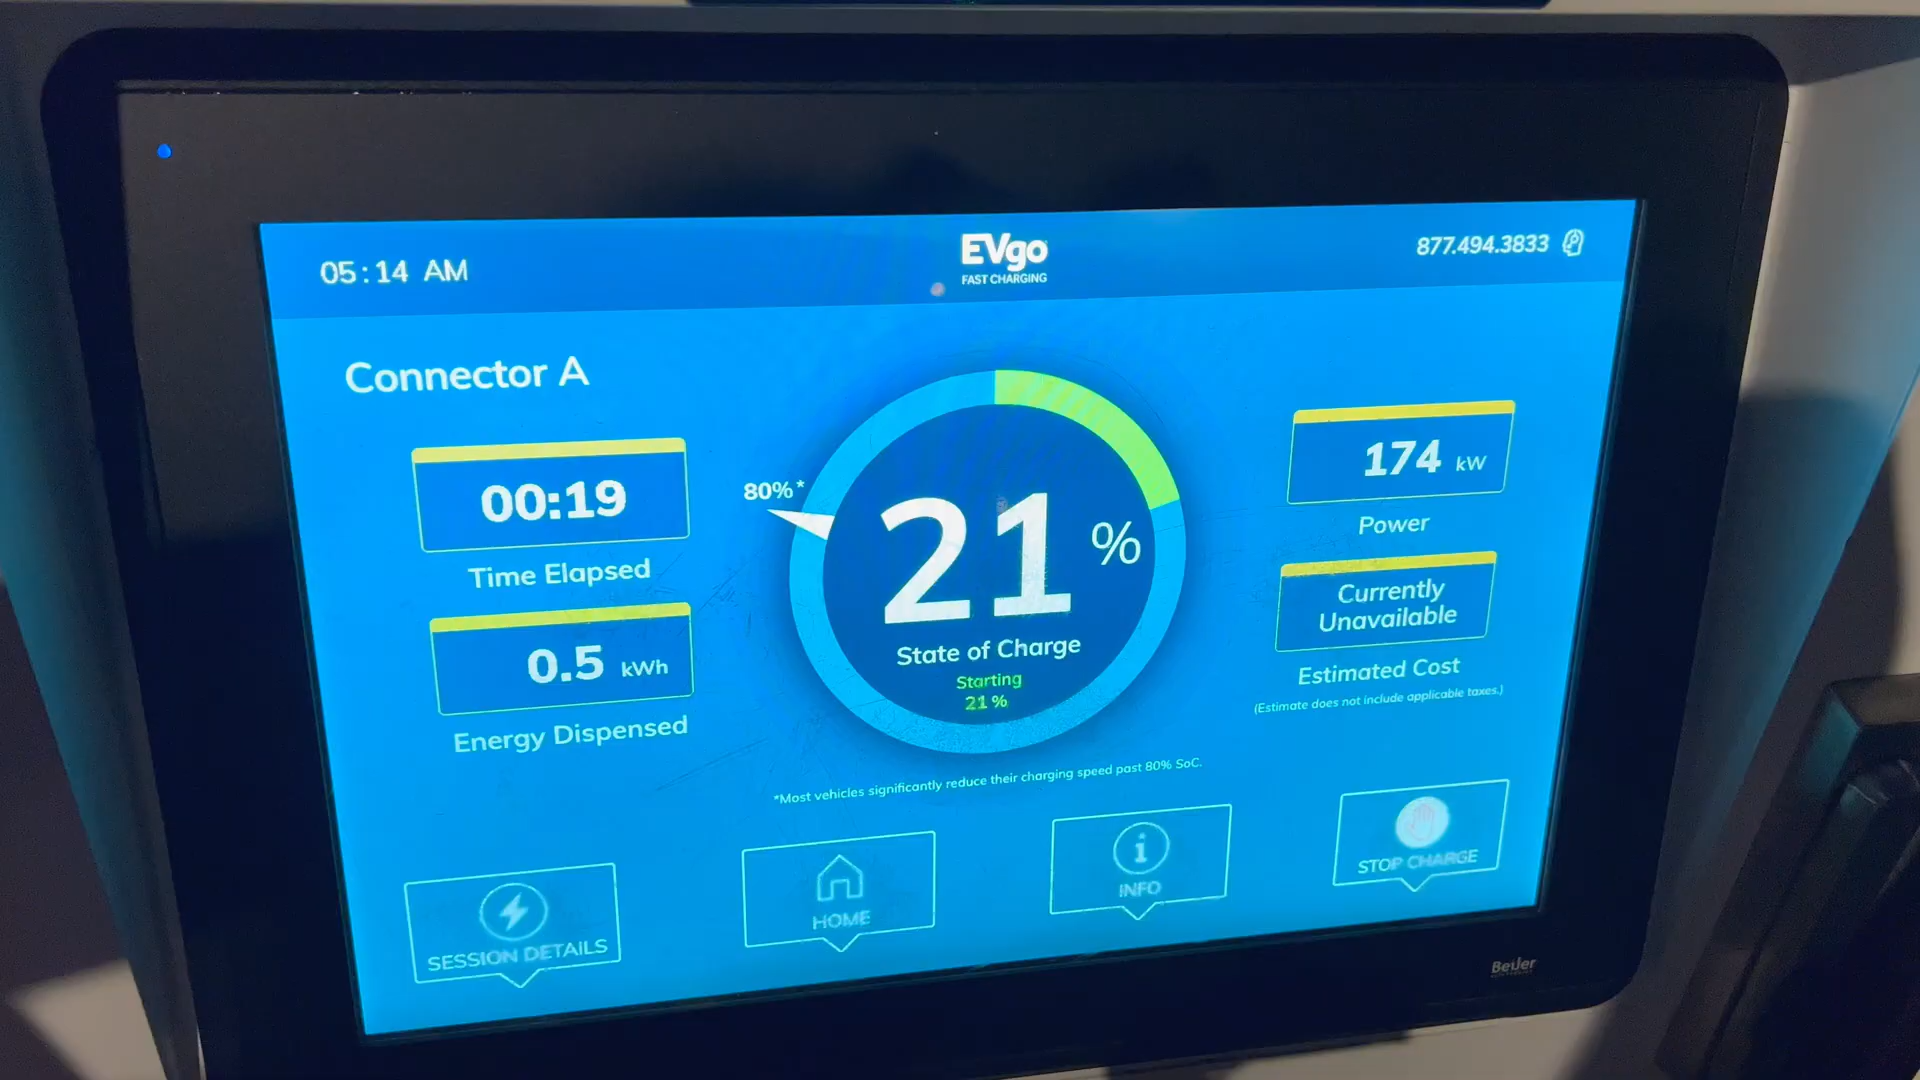 05:14 AM
EVgo
FAST CHARGING
877.494.3833
Connector A
00:19
Time Elapsed
0.5 kWh
Energy Dispensed
80%*
21 %
State of Charge
Starting
21 %
174 kW
Power
Currently
Unavailable
Estimated Cost
(Estimate does not include applicable taxes.)
*Most vehicles significantly reduce their charging speed past 80% SoC.
SESSION DETAILS
HOME
INFO
STOP CHARGE
Beijer